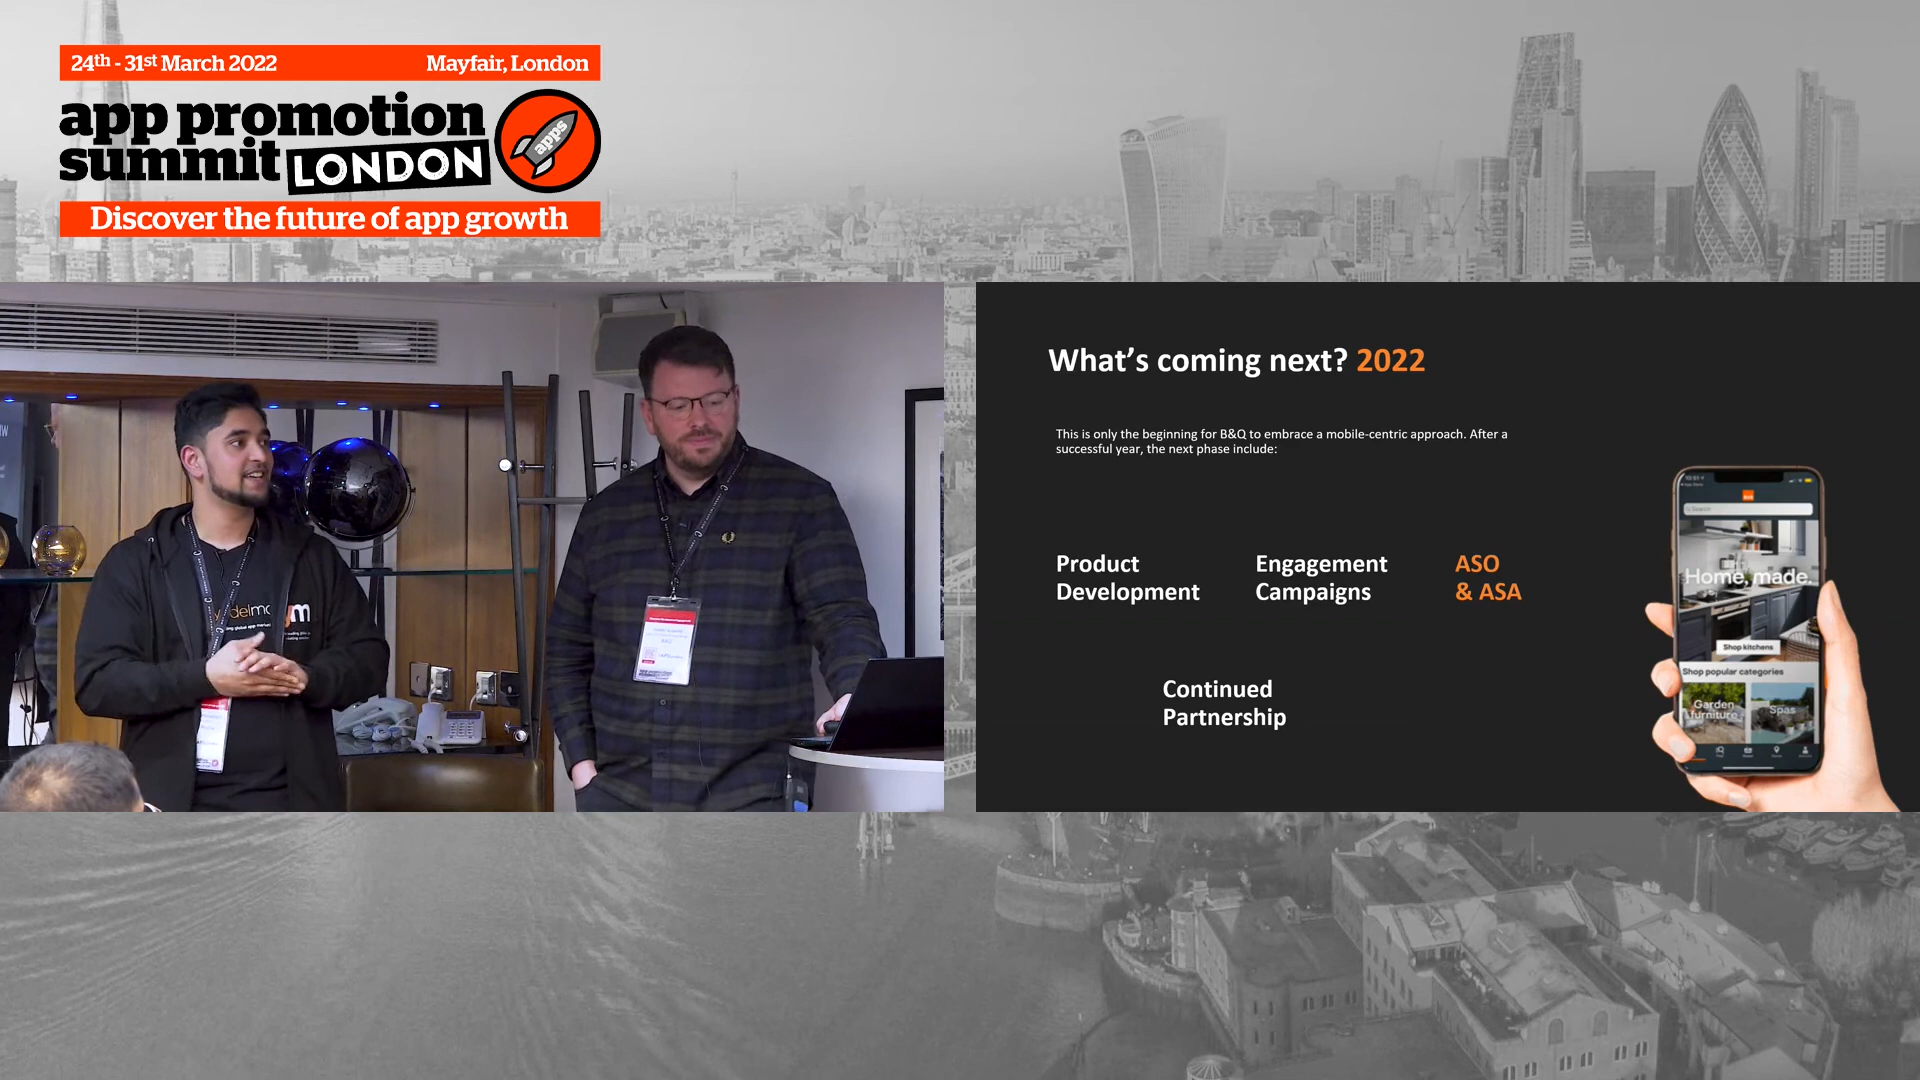 24th - 31st March 2022
Mayfair, London
app promotion
summit LONDON
apps
Discover the future of app growth
What's coming next? 2022
This is only the beginning for B&Q to embrace a mobile-centric approach. After a
successful year, the next phase include:
Product
Development
Engagement
Campaigns
ASO
& ASA
Continued
Partnership
Search
Home, made.
Shop kitchens
Shop popular categories
Garden
furniture
Spas